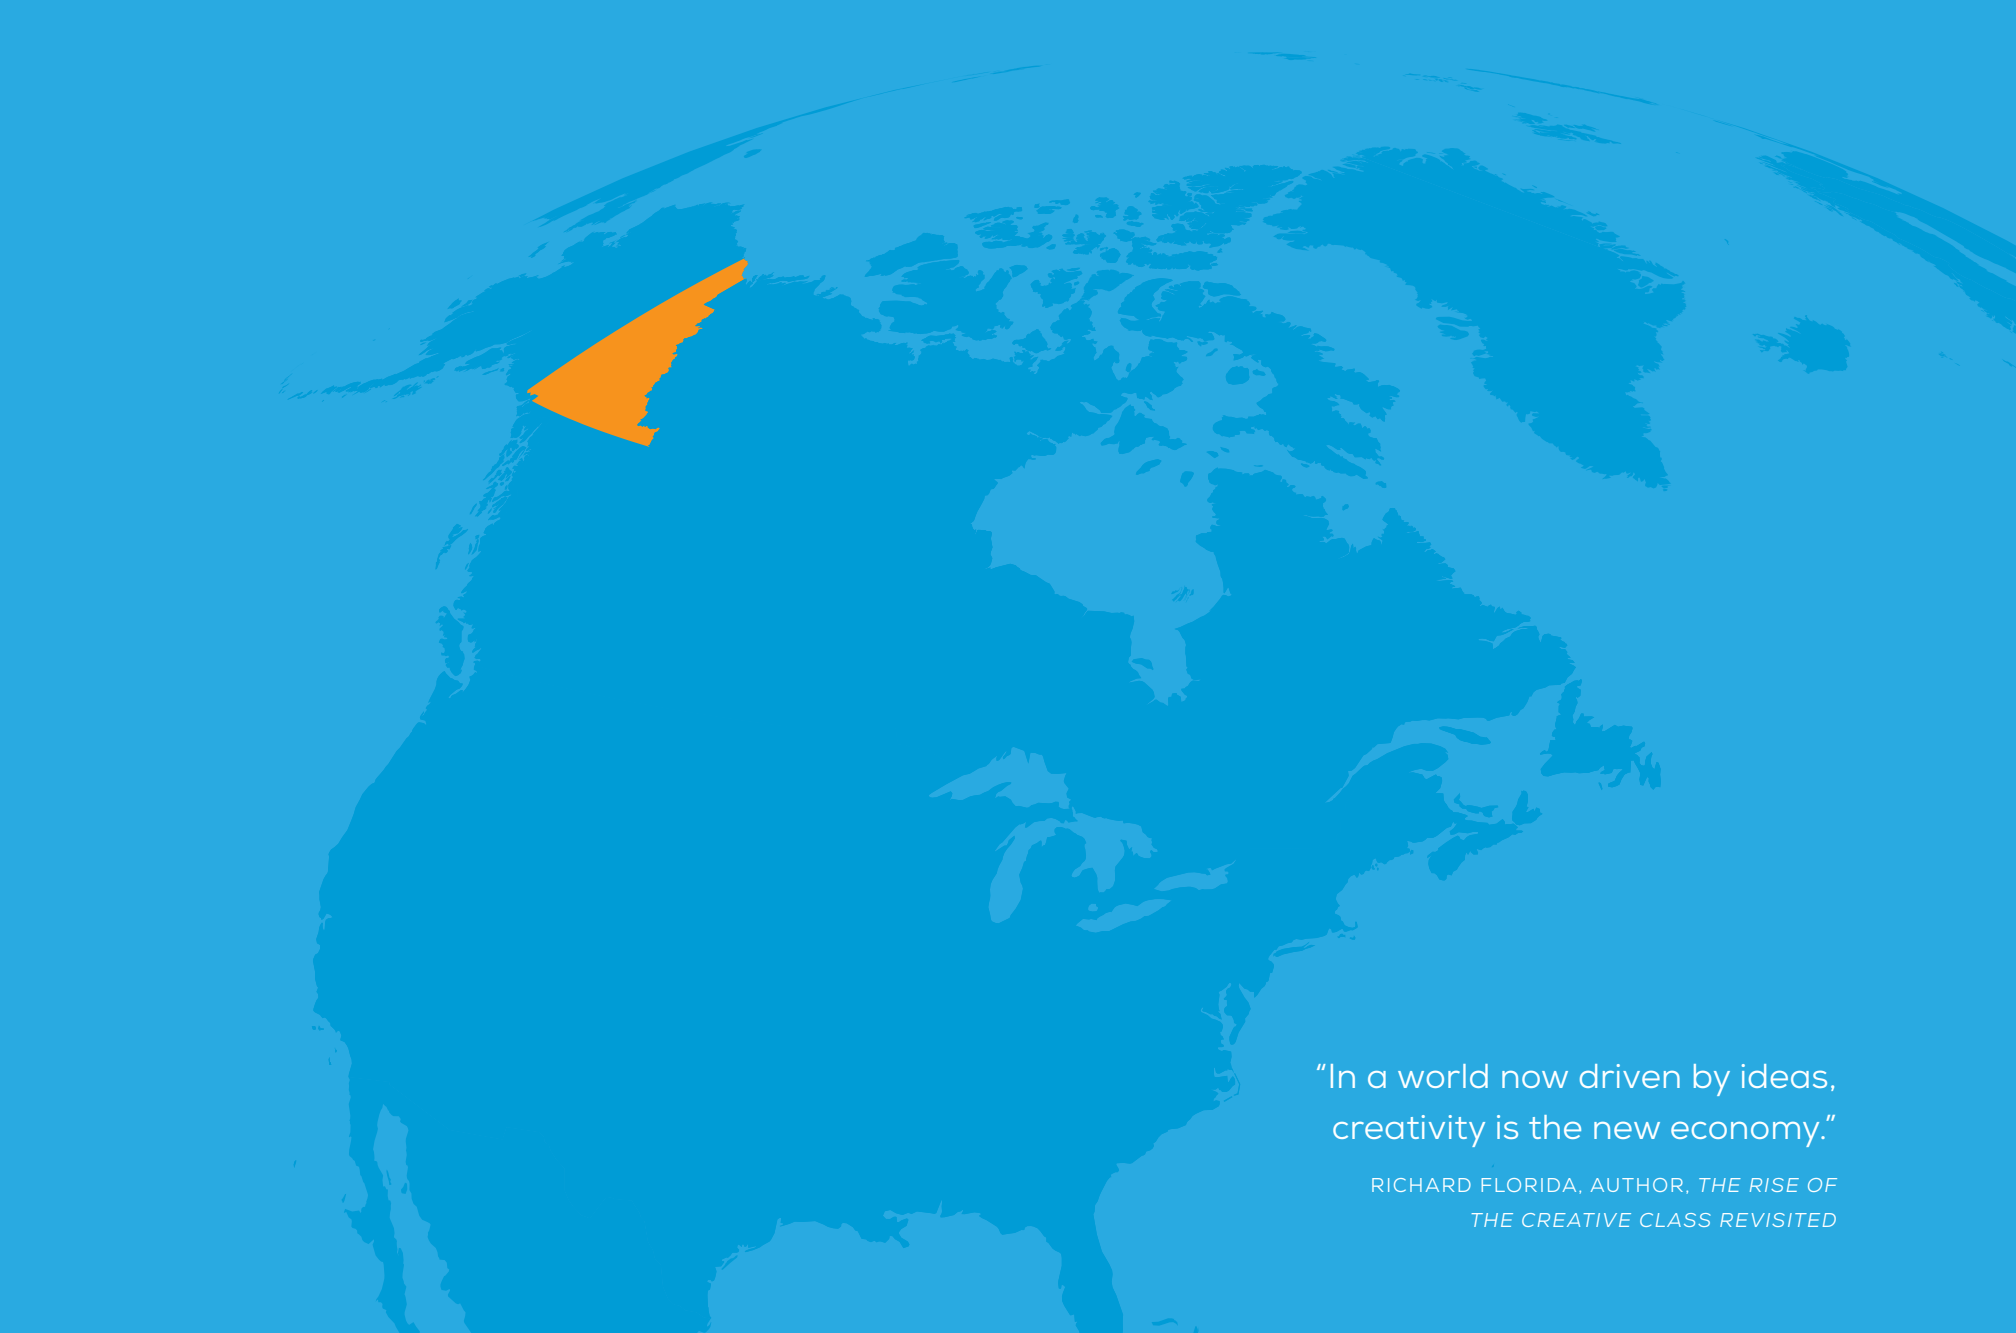 “In a world now driven by ideas,
creativity is the new economy.”
RICHARD FLORIDA, AUTHOR, THE RISE OF
THE CREATIVE CLASS REVISITED